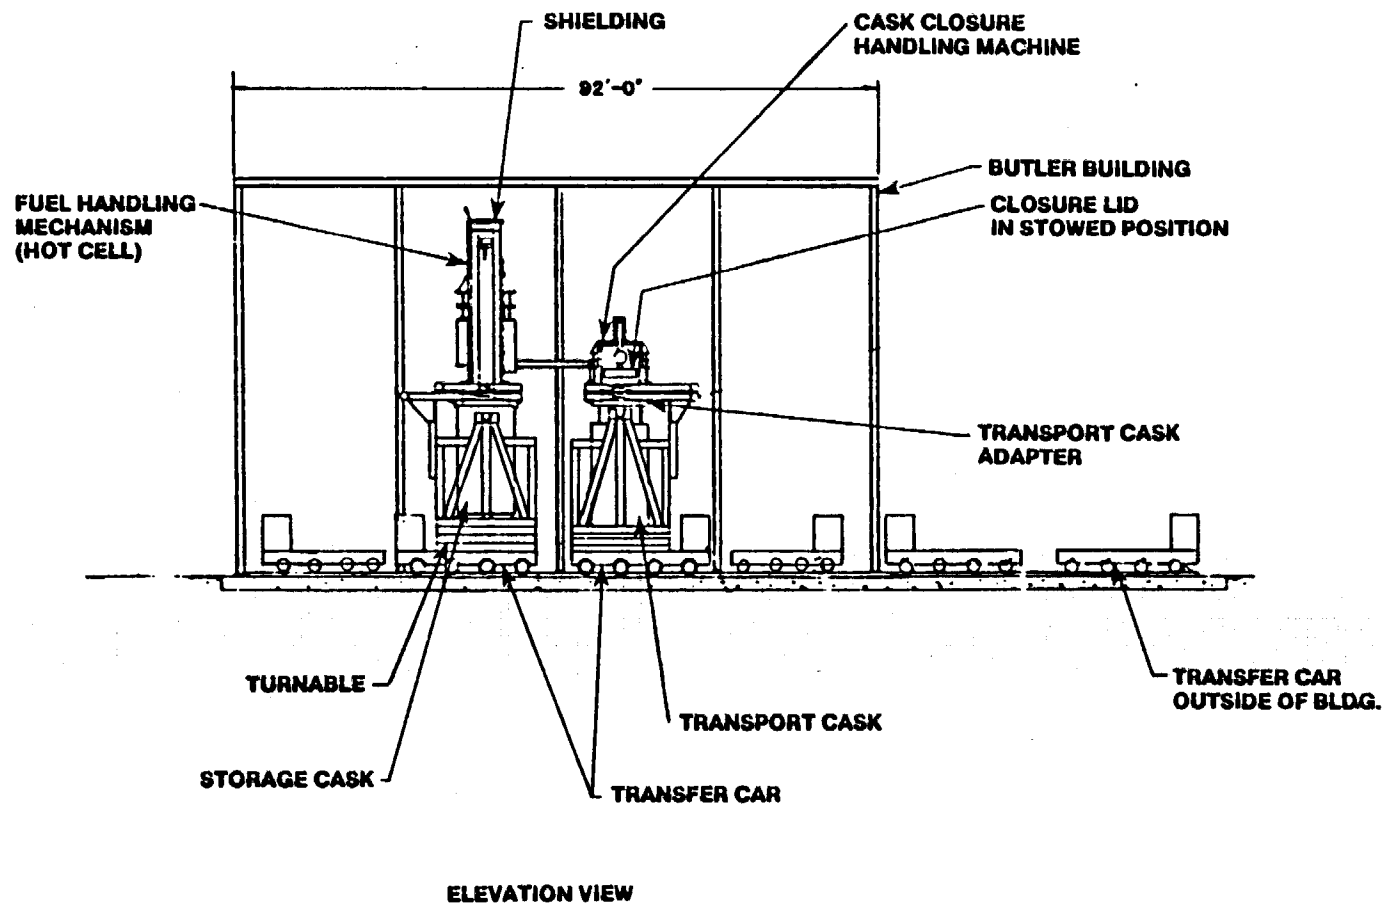 SHIELDING
CASK CLOSURE
HANDLING MACHINE
92'-0"
BUTLER BUILDING
FUEL HANDLING
MECHANISM
(HOT CELL)
CLOSURE LID
IN STOWED POSITION
TRANSPORT CASK
ADAPTER
TURNABLE
TRANSFER CAR
OUTSIDE OF BLDG.
TRANSPORT CASK
STORAGE CASK
TRANSFER CAR
ELEVATION VIEW